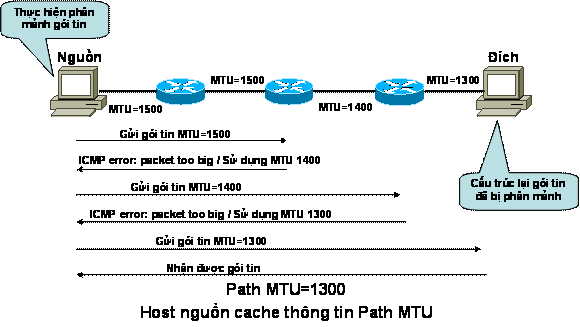 Thực hiện phân
mảnh gói tin
Nguồn
Đích
MTU=1500
MTU=1500
MTU=1400
MTU=1300
Gửi gói tin MTU=1500
ICMP error: packet too big / Sử dụng MTU 1400
Gửi gói tin MTU=1400
ICMP error: packet too big / Sử dụng MTU 1300
Gửi gói tin MTU=1300
Nhận được gói tin
Cấu trúc lại gói tin
đã bị phân mảnh
Path MTU=1300
Host nguồn cache thông tin Path MTU